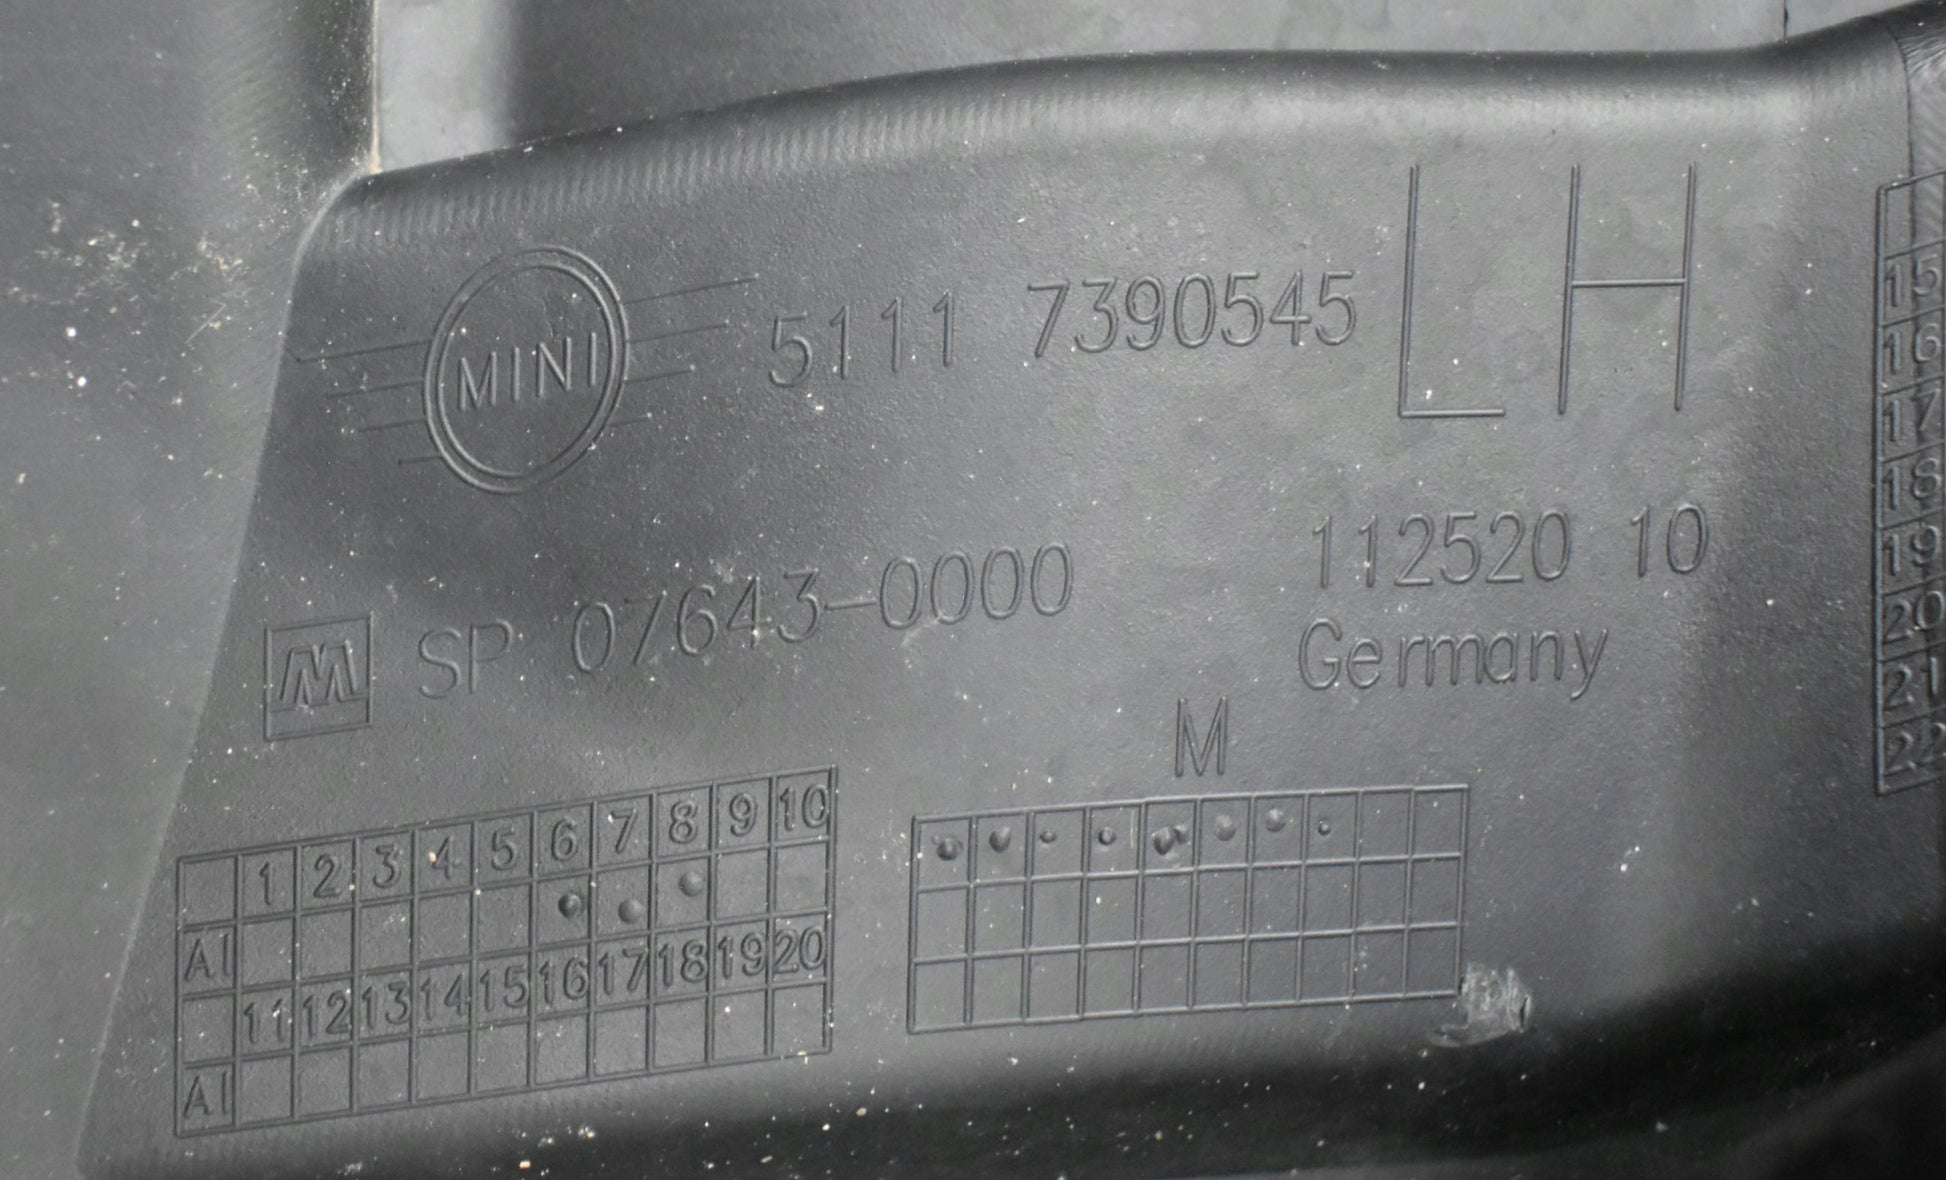 MINI 5111 7390545 LH
M SP 07643-0000 112520 10
Germany
M
1 2 3 4 5 6 7 8 9 10
AI
11 12 13 14 15 16 17 18 19 20
AI
15
16
17
18
19
20
21
22